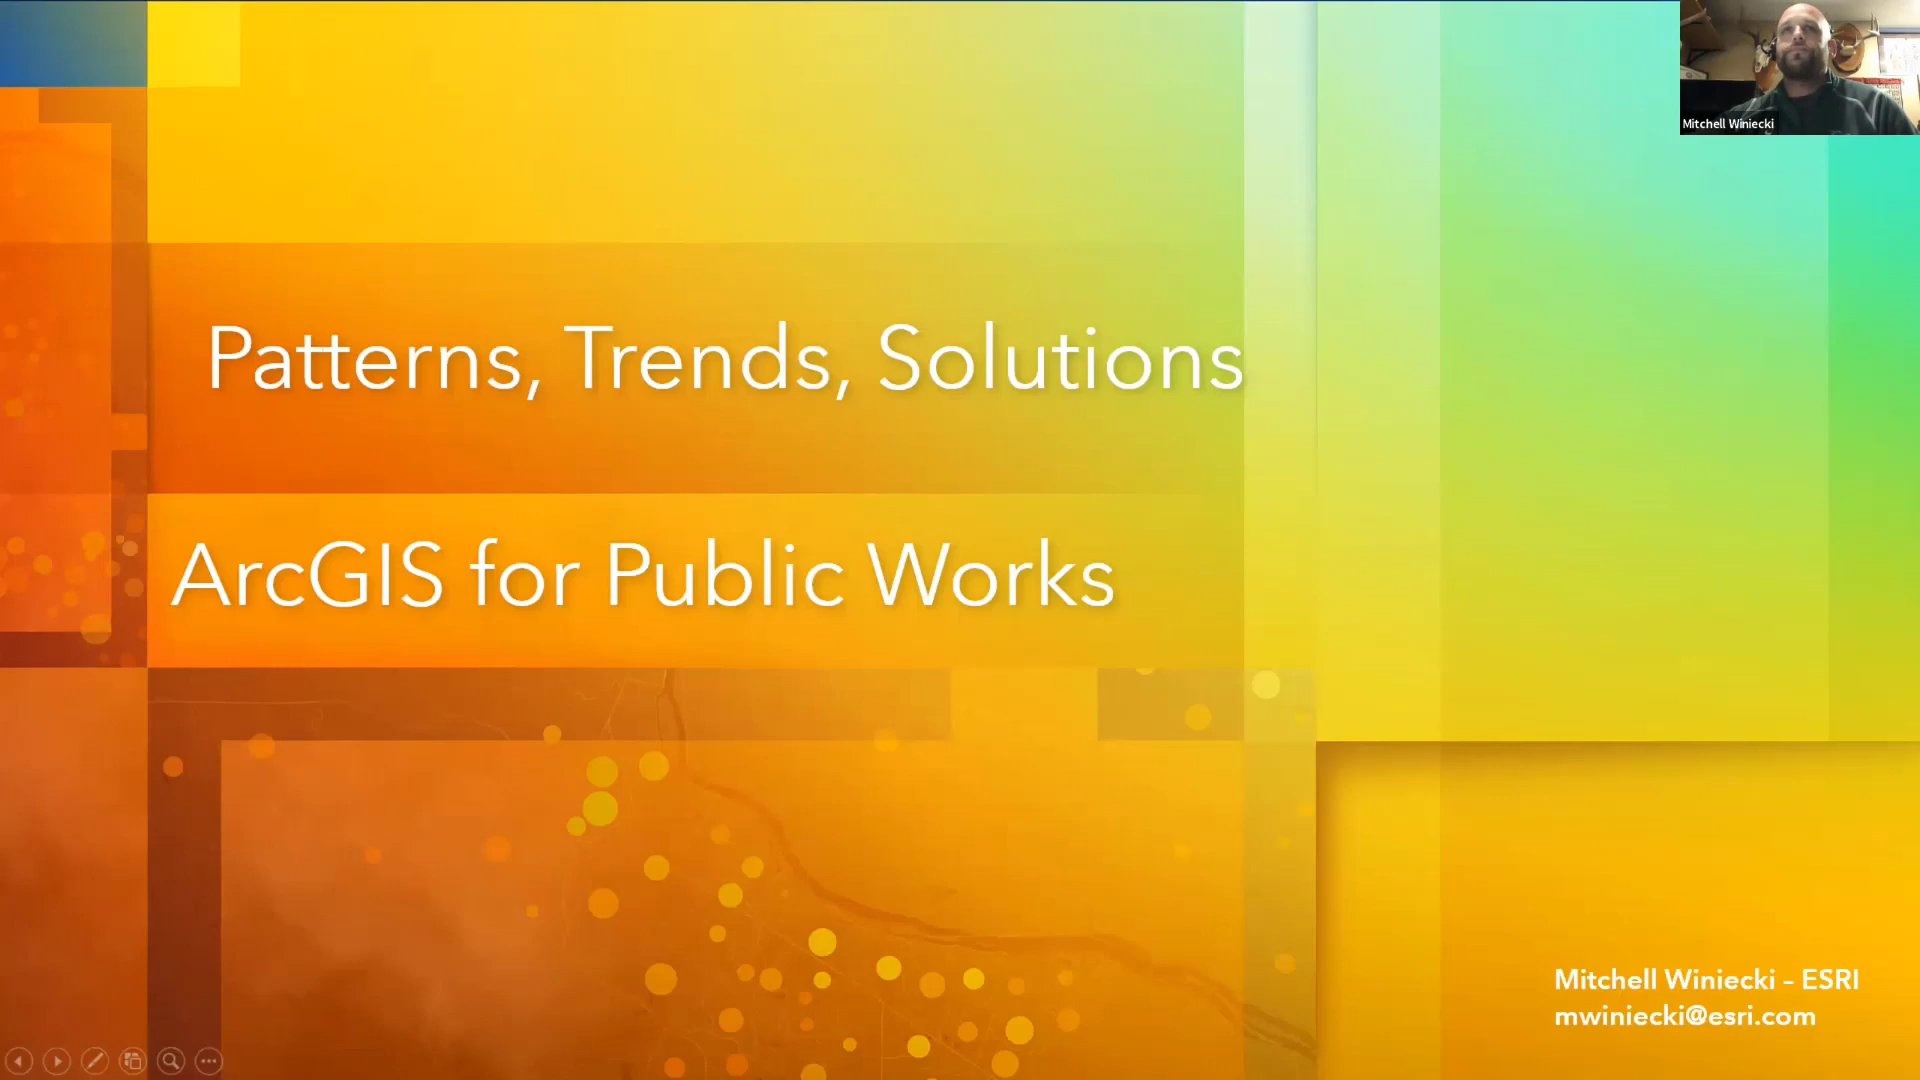 Mitchell Winiecki
Patterns, Trends, Solutions
ArcGIS for Public Works
Mitchell Winiecki – ESRI
mwiniecki@esri.com